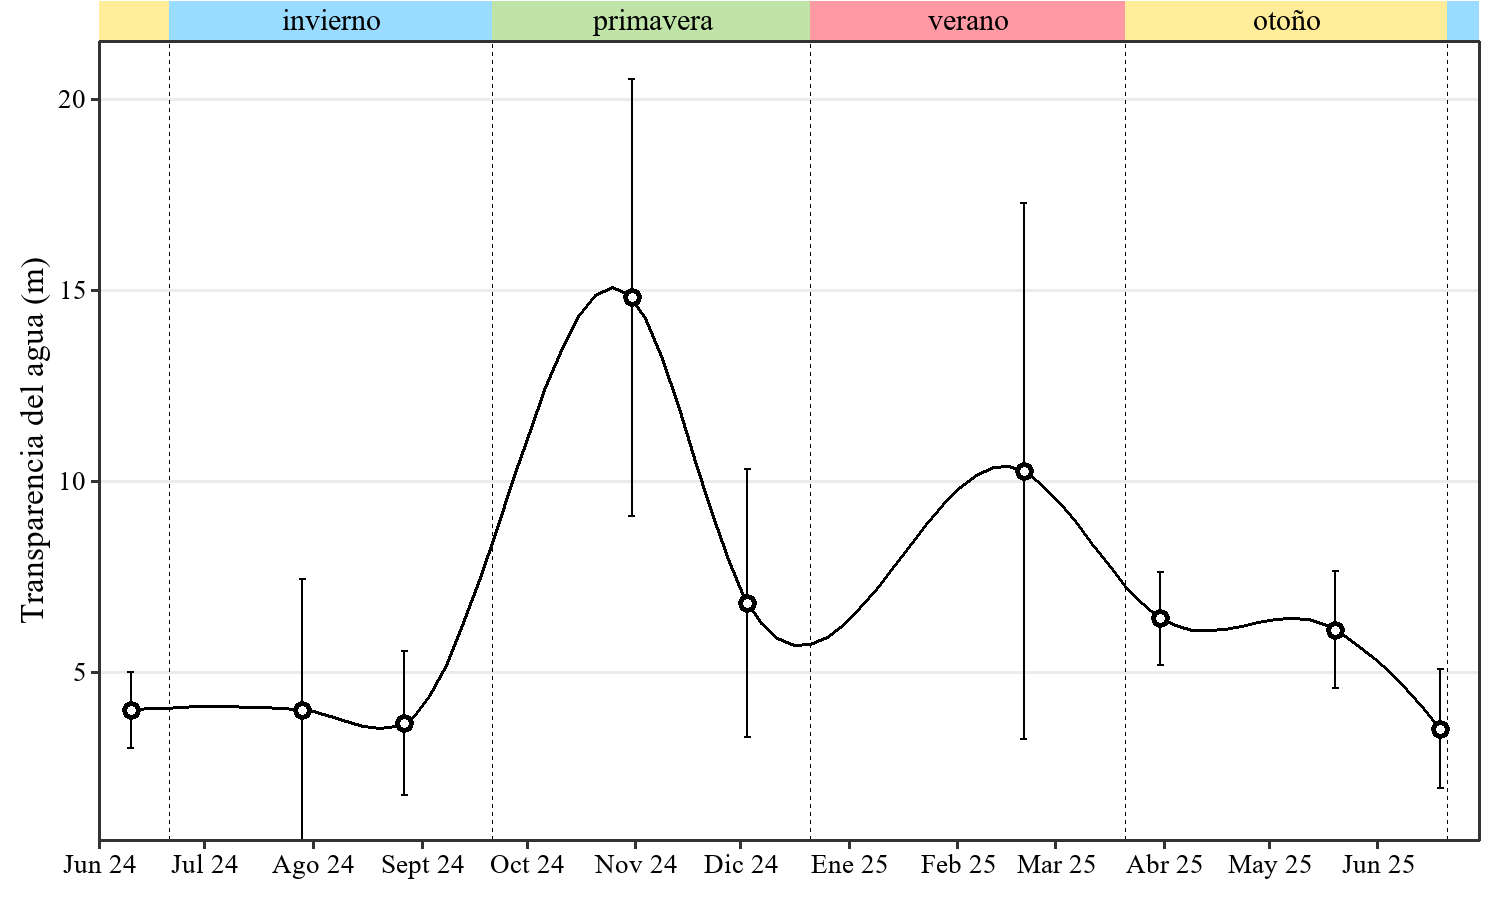 invierno primavera verano otoño
Transparencia del agua (m)
20
15
10
5
Jun 24 Jul 24 Ago 24 Sept 24 Oct 24 Nov 24 Dic 24 Ene 25 Feb 25 Mar 25 Abr 25 May 25 Jun 25